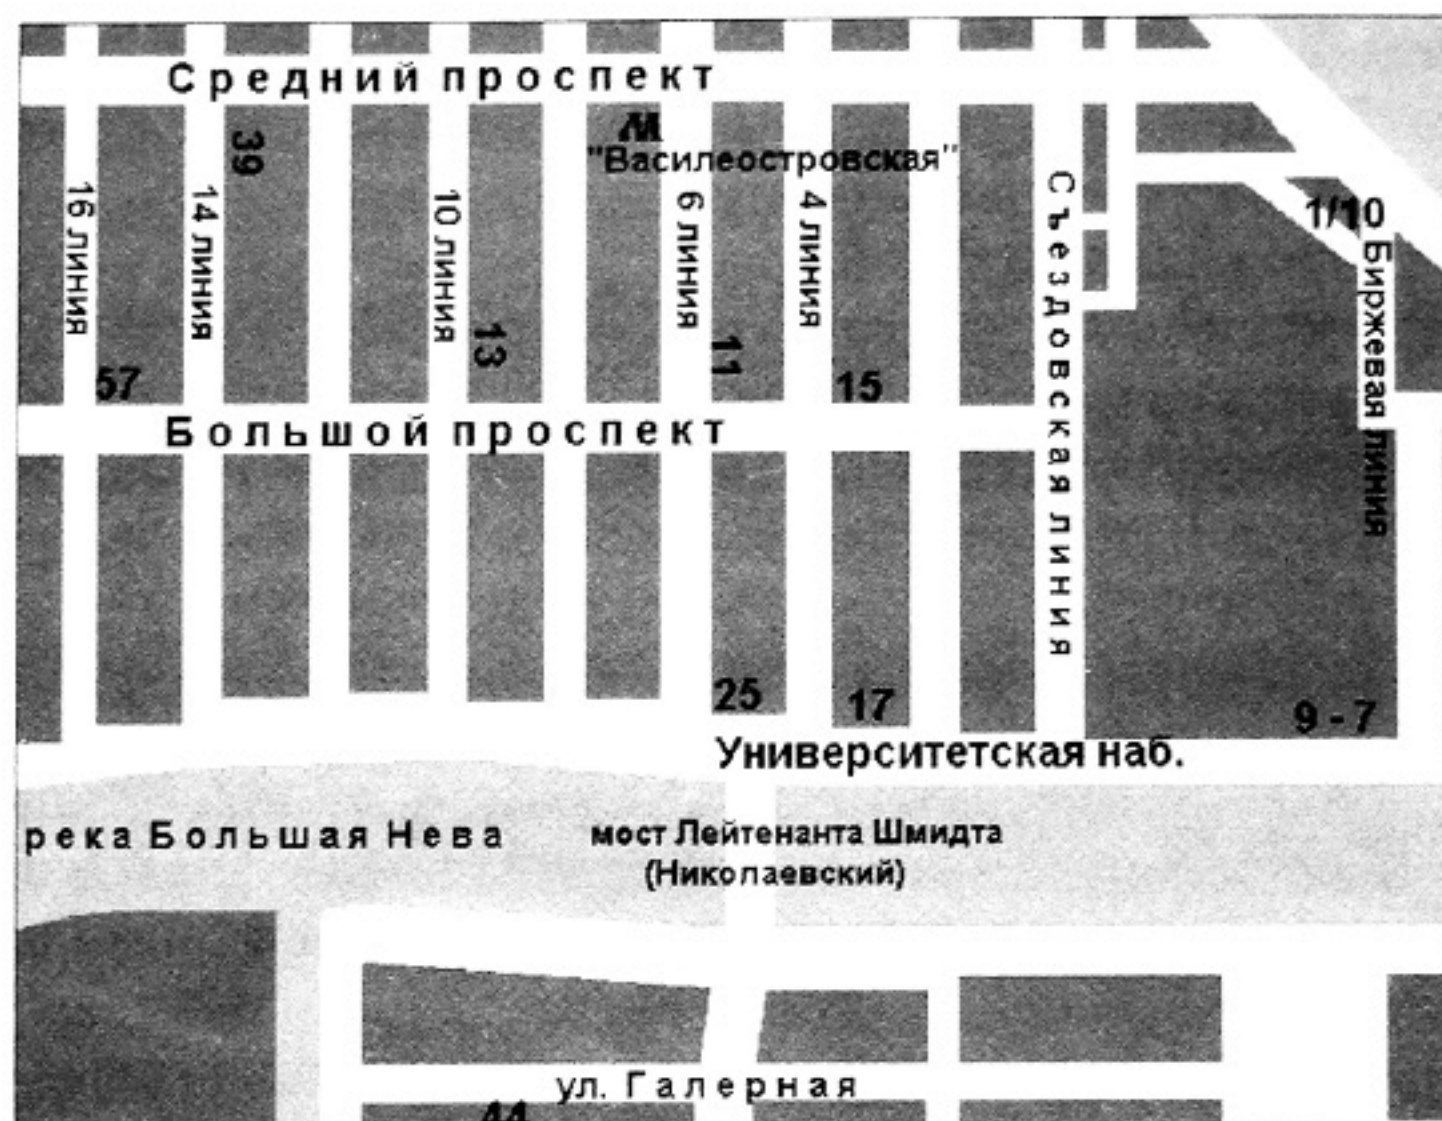 Средний проспект
39
М
"Василеостровская"
16 линия
14 линия
10 линия
6 линия
4 линия
Съездовская линия
1/10
Биржевая линия
13
11
57
15
Большой проспект
25
17
9 - 7
Университетская наб.
река Большая Нева
мост Лейтенанта Шмидта
(Николаевский)
ул. Галерная
44